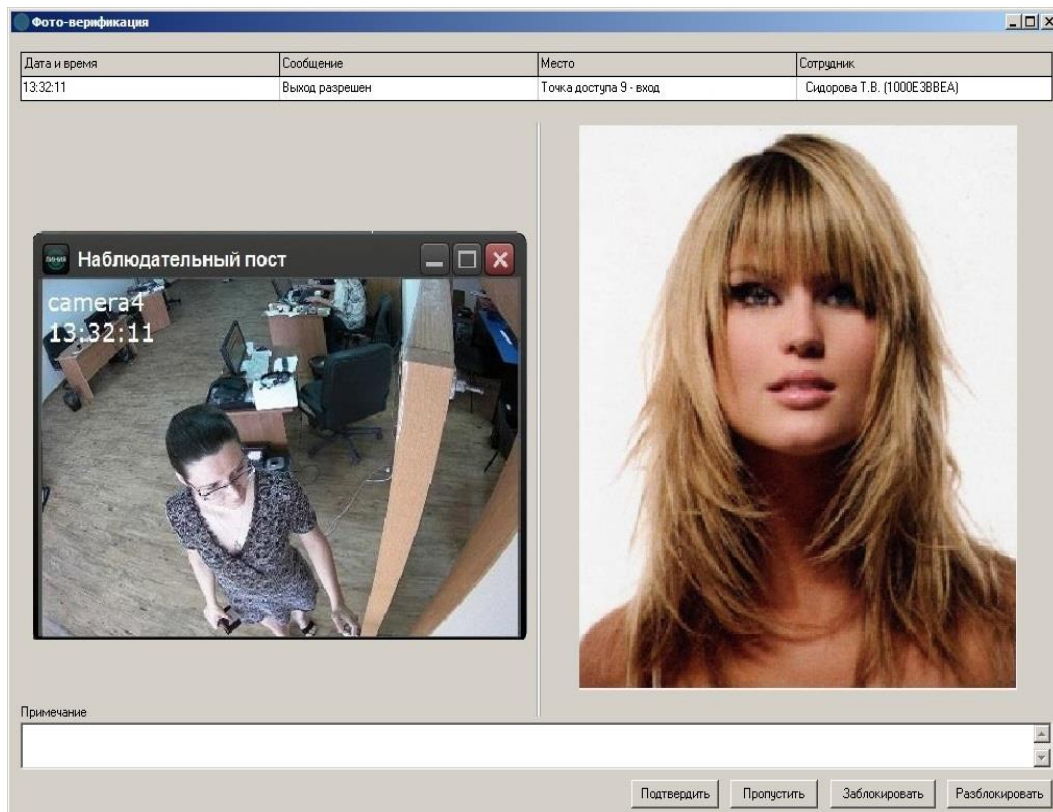 Фото-верификация
Дата и время Сообщение Место Сотрудник
13:32:11 Выход разрешен Точка доступа 9 - вход Сидорова Т.В. (1000E3BBEA)
Наблюдательный пост
camera4
13:32:11
Примечание
Подтвердить Пропустить Заблокировать Разблокировать